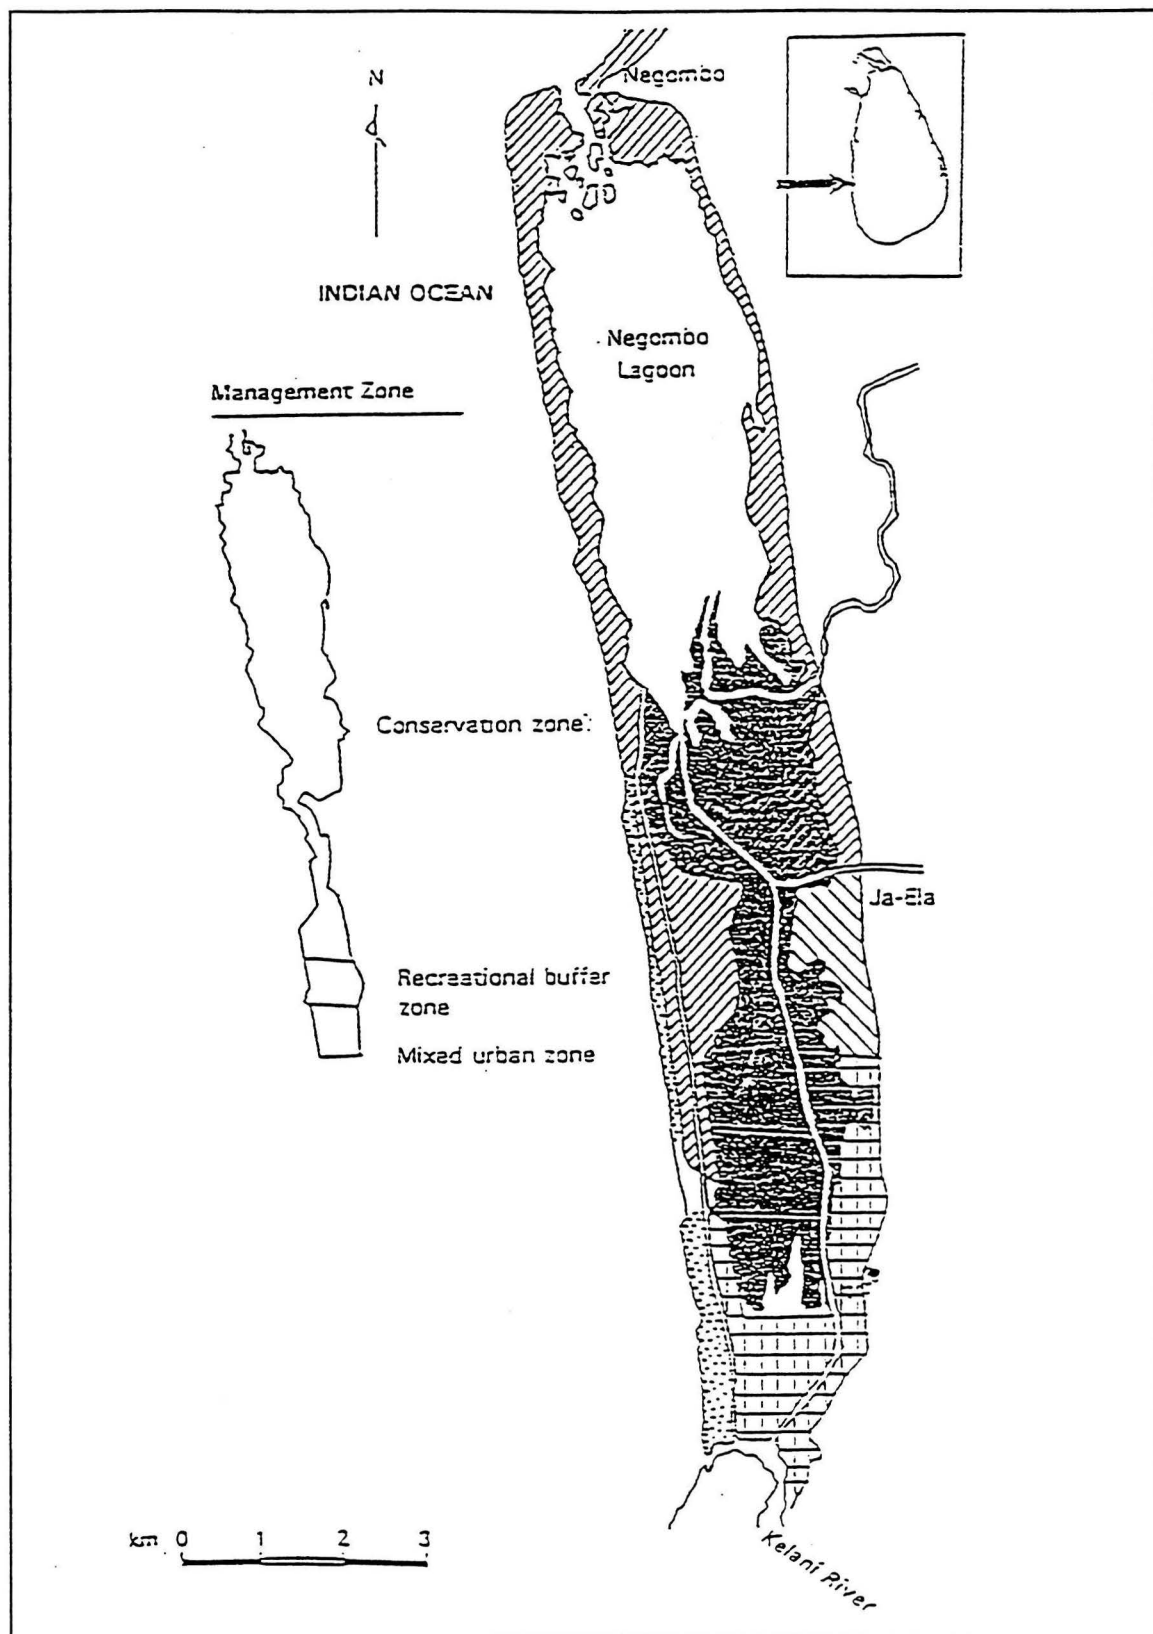 N
Negombo
INDIAN OCEAN
Negombo
Lagoon
Management Zone
Conservation zone:
Ja-Ela
Recreational buffer
zone
Mixed urban zone
km 0 1 2 3
Kelani River